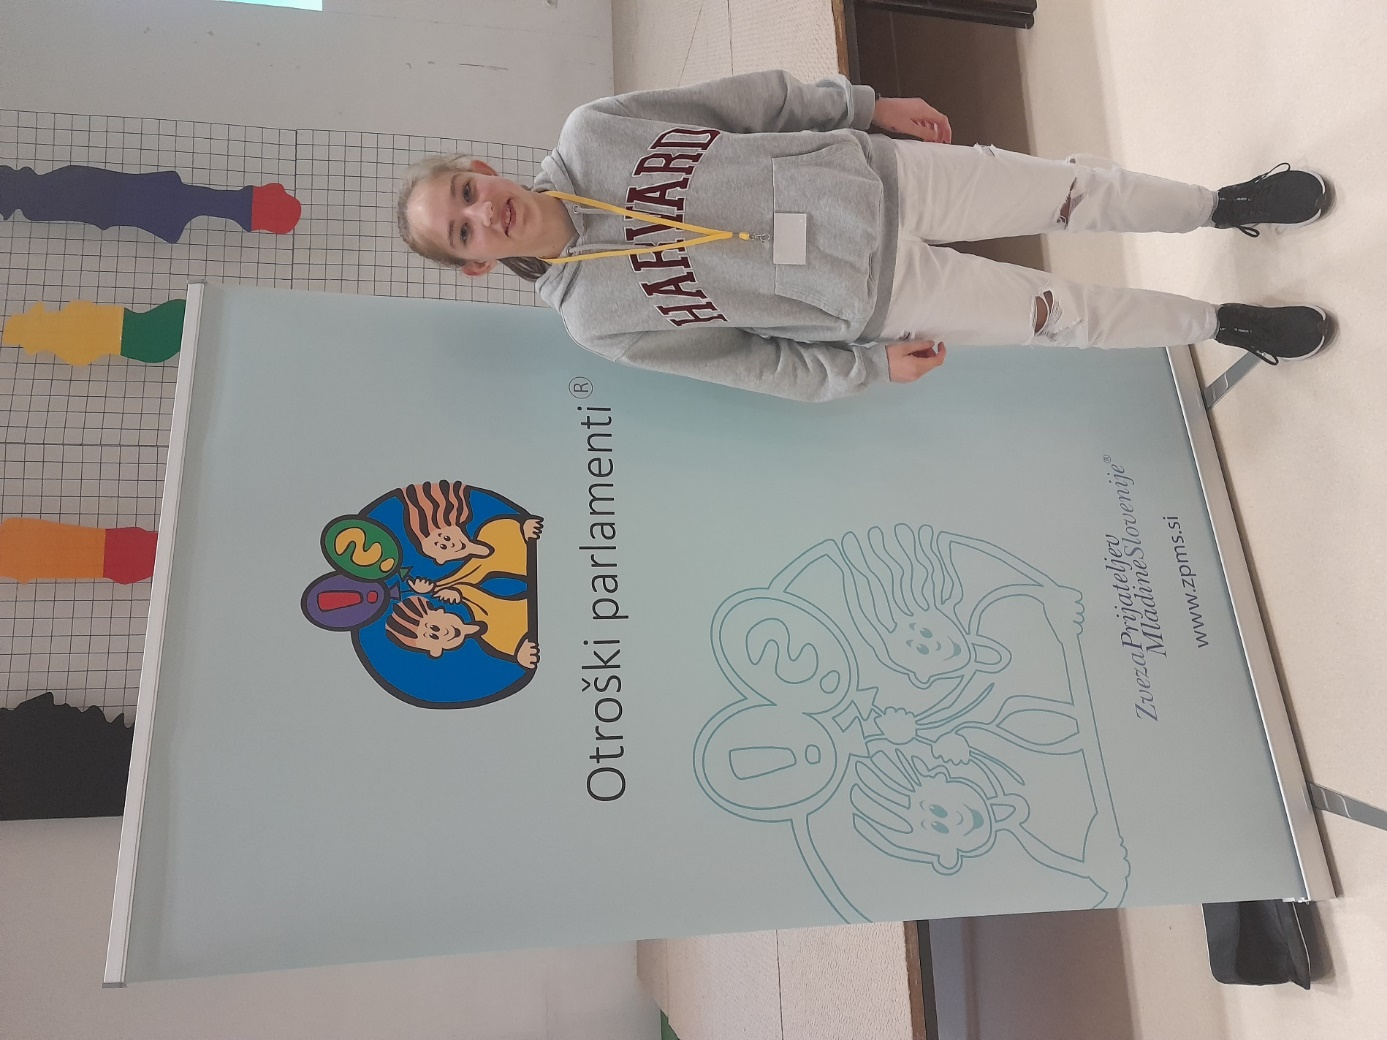 HARVARD
Otroški parlamenti®
ZvezaPrijateljev
MladineSlovenije®
www.zpms.si